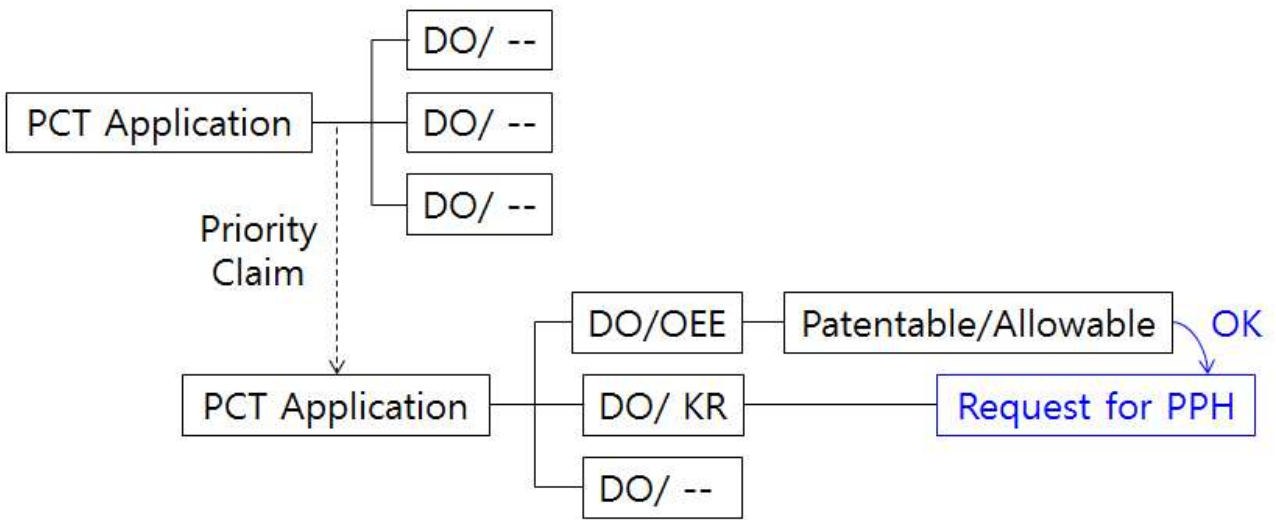 DO/ --
PCT Application
DO/ --
DO/ --
Priority
Claim
DO/OEE
Patentable/Allowable
OK
PCT Application
DO/ KR
Request for PPH
DO/ --